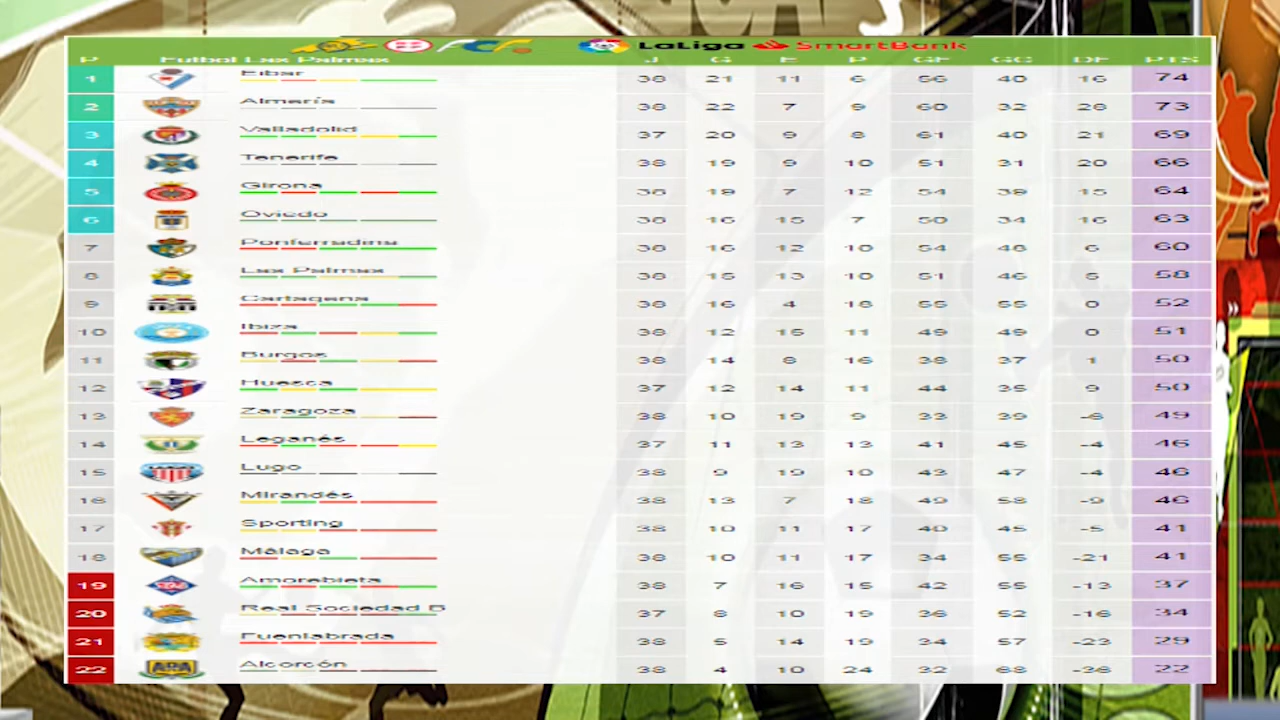 LaLiga SmartBank
P Futbol Las Palmas J G E P GF GC DF PTS
1 Eibar 38 21 11 6 56 40 16 74
2 Almería 38 22 7 9 60 32 28 73
3 Valladolid 37 20 9 8 61 40 21 69
4 Tenerife 38 19 9 10 51 31 20 66
5 Girona 38 19 7 12 54 39 15 64
6 Oviedo 38 16 15 7 50 34 16 63
7 Ponferradina 38 16 12 10 54 48 6 60
8 Las Palmas 38 15 13 10 51 46 5 58
9 Cartagena 38 16 4 18 55 55 0 52
10 Ibiza 38 12 15 11 49 49 0 51
11 Burgos 38 14 8 16 38 37 1 50
12 Huesca 37 12 14 11 44 35 9 50
13 Zaragoza 38 10 19 9 33 39 -6 49
14 Leganés 37 11 13 13 41 45 -4 46
15 Lugo 38 9 19 10 43 47 -4 46
16 Mirandés 38 13 7 18 49 58 -9 46
17 Sporting 38 10 11 17 40 45 -5 41
18 Málaga 38 10 11 17 34 55 -21 41
19 Amorebieta 38 7 16 15 42 55 -13 37
20 Real Sociedad B 37 8 10 19 36 52 -16 34
21 Fuenlabrada 38 5 14 19 34 57 -23 29
22 Alcorcón 38 4 10 24 32 68 -36 22